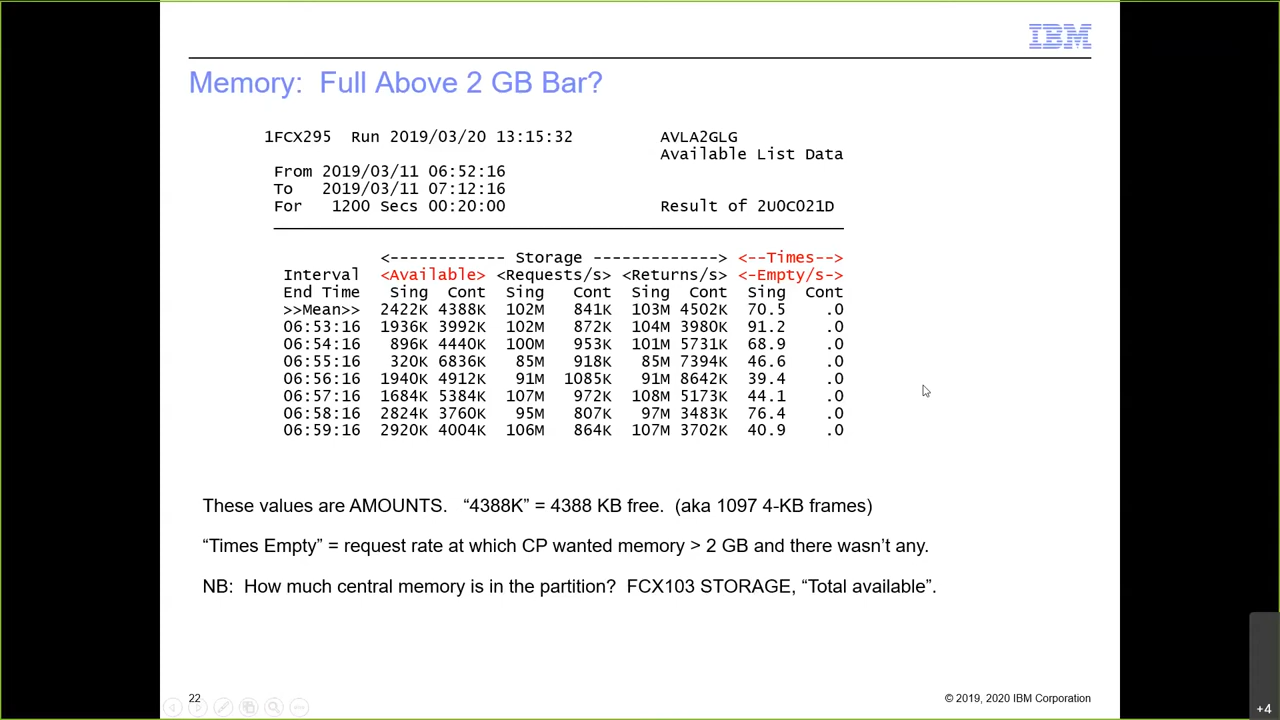 IBM
Memory: Full Above 2 GB Bar?
1FCX295 Run 2019/03/20 13:15:32 AVLA2GLG
Available List Data
From 2019/03/11 06:52:16
To 2019/03/11 07:12:16
For 1200 Secs 00:20:00 Result of 2UOC021D
<------------ Storage -------------> <--Times-->
Interval <Available> <Requests/s> <Returns/s> <-Empty/s->
End Time Sing Cont Sing Cont Sing Cont Sing Cont
>>Mean>> 2422K 4388K 102M 841K 103M 4502K 70.5 .0
06:53:16 1936K 3992K 102M 872K 104M 3980K 91.2 .0
06:54:16 896K 4440K 100M 953K 101M 5731K 68.9 .0
06:55:16 320K 6836K 85M 918K 85M 7394K 46.6 .0
06:56:16 1940K 4912K 91M 1085K 91M 8642K 39.4 .0
06:57:16 1684K 5384K 107M 972K 108M 5173K 44.1 .0
06:58:16 2824K 3760K 95M 807K 97M 3483K 76.4 .0
06:59:16 2920K 4004K 106M 864K 107M 3702K 40.9 .0
These values are AMOUNTS. “4388K” = 4388 KB free. (aka 1097 4-KB frames)
“Times Empty” = request rate at which CP wanted memory > 2 GB and there wasn’t any.
NB: How much central memory is in the partition? FCX103 STORAGE, “Total available”.
22
© 2019, 2020 IBM Corporation
+4